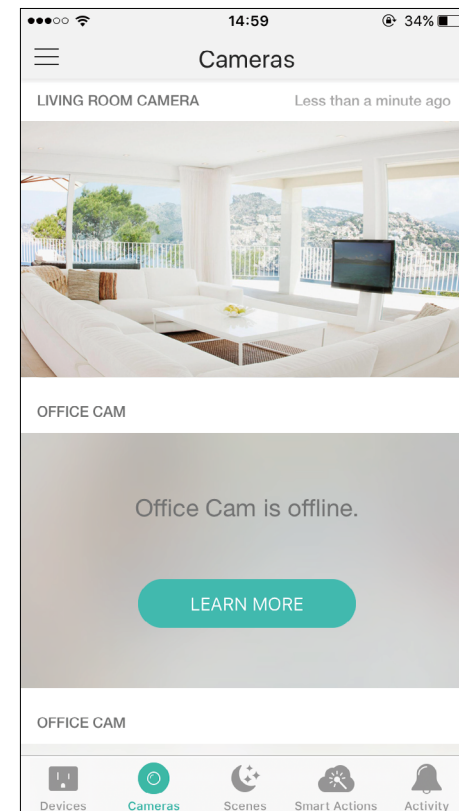 14:59
34%
Cameras
LIVING ROOM CAMERA Less than a minute ago
OFFICE CAM
Office Cam is offline.
LEARN MORE
OFFICE CAM
Devices Cameras Scenes Smart Actions Activity